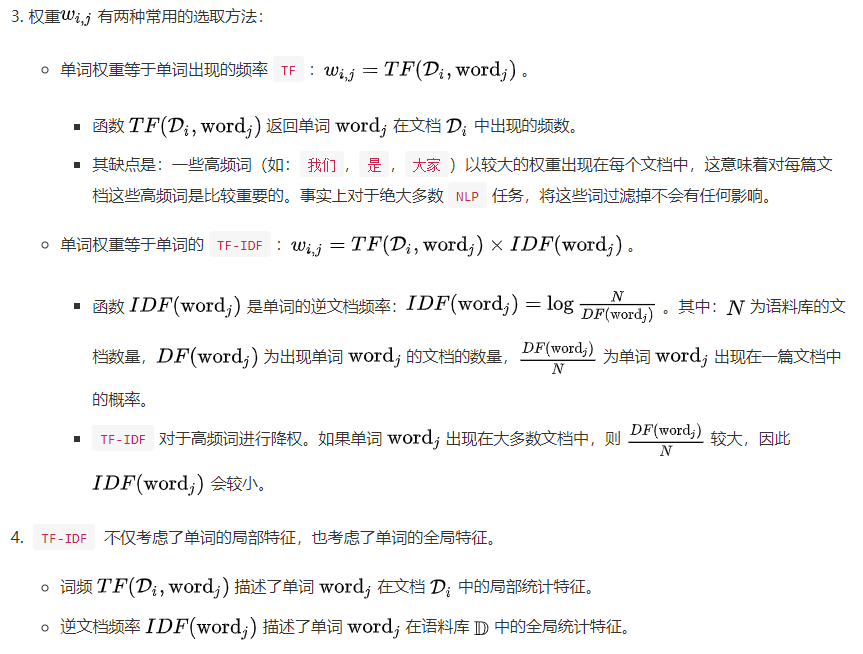 3. 权重$w_{i,j}$ 有两种常用的选取方法：
单词权重等于单词出现的频率 TF ：$w_{i,j} = TF(\mathcal{D}_i, \text{word}_j)$ 。
函数 $TF(\mathcal{D}_i, \text{word}_j)$ 返回单词 $\text{word}_j$ 在文档 $\mathcal{D}_i$ 中出现的频数。
其缺点是：一些高频词（如： 我们 ， 是 ， 大家 ）以较大的权重出现在每个文档中，这意味着对每篇文
档这些高频词是比较重要的。事实上对于绝大多数 NLP 任务，将这些词过滤掉不会有任何影响。
单词权重等于单词的 TF-IDF ：$w_{i,j} = TF(\mathcal{D}_i, \text{word}_j) \times IDF(\text{word}_j)$ 。
函数 $IDF(\text{word}_j)$ 是单词的逆文档频率：$IDF(\text{word}_j) = \log \frac{N}{DF(\text{word}_j)}$ 。其中：$N$ 为语料库的文
档数量，$DF(\text{word}_j)$ 为出现单词 $\text{word}_j$ 的文档的数量，$\frac{DF(\text{word}_j)}{N}$ 为单词 $\text{word}_j$ 出现在一篇文档中
的概率。
TF-IDF 对于高频词进行降权。如果单词 $\text{word}_j$ 出现在大多数文档中，则 $\frac{DF(\text{word}_j)}{N}$ 较大，因此
$IDF(\text{word}_j)$ 会较小。
4. TF-IDF 不仅考虑了单词的局部特征，也考虑了单词的全局特征。
词频 $TF(\mathcal{D}_i, \text{word}_j)$ 描述了单词 $\text{word}_j$ 在文档 $\mathcal{D}_i$ 中的局部统计特征。
逆文档频率 $IDF(\text{word}_j)$ 描述了单词 $\text{word}_j$ 在语料库 $\mathbb{D}$ 中的全局统计特征。